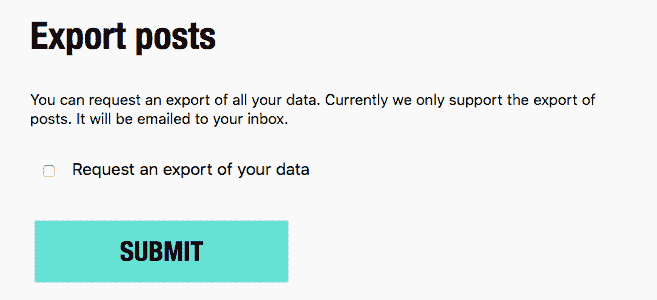 Export posts
You can request an export of all your data. Currently we only support the export of
posts. It will be emailed to your inbox.
Request an export of your data
SUBMIT